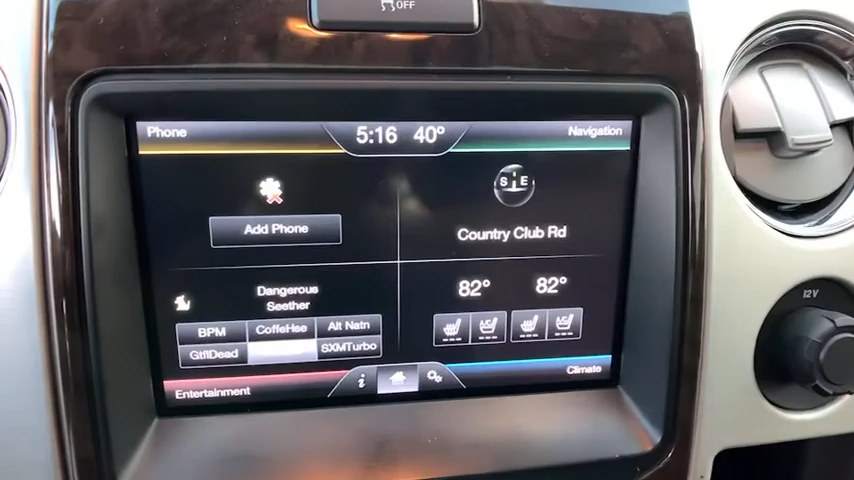 OFF
Phone
5:16 40°
Navigation
S E
Add Phone
Country Club Rd
Dangerous
Seether
82° 82°
BPM CoffeHse Alt Natn
GtflDead SXMTurbo
A/C A/C
Entertainment
i
Climate
12V